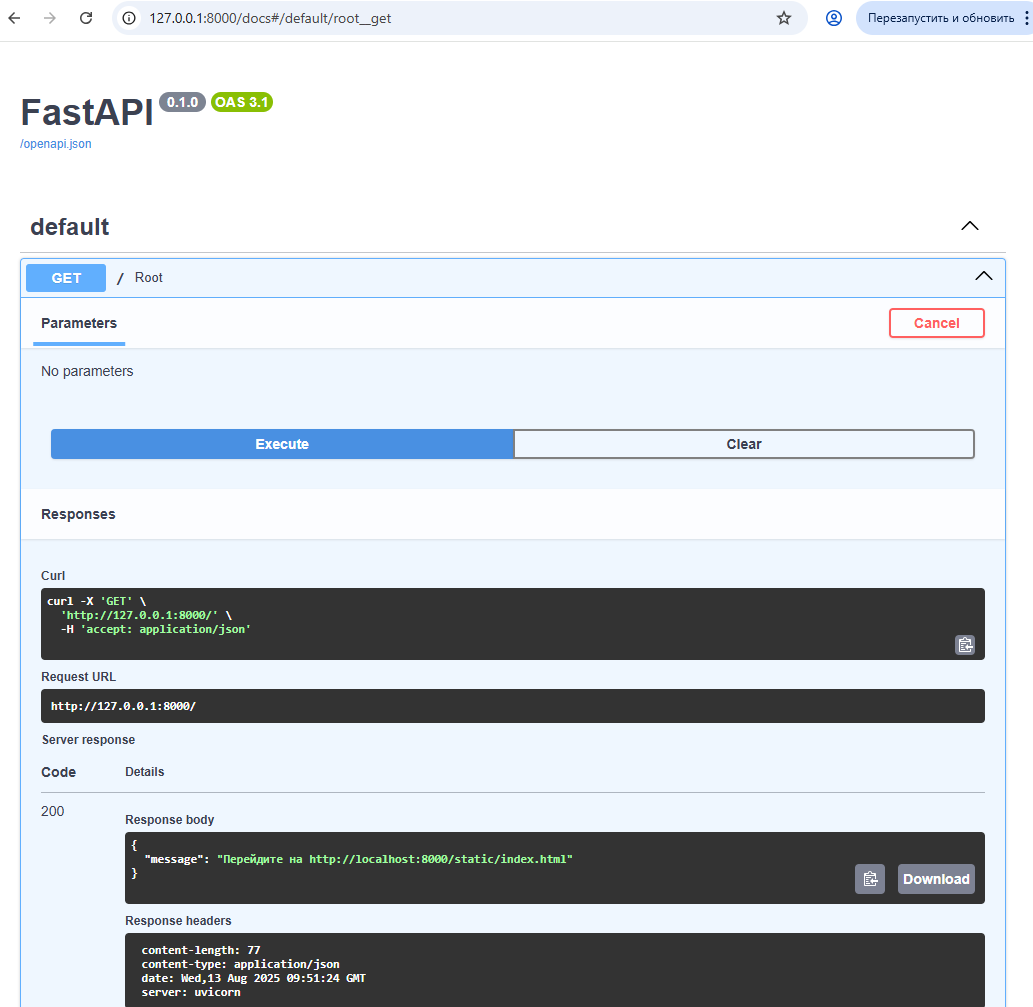 127.0.0.1:8000/docs#/default/root__get
Перезапустить и обновить
FastAPI 0.1.0 OAS 3.1
/openapi.json
default
GET / Root
Parameters
Cancel
No parameters
Execute
Clear
Responses
Curl
curl -X 'GET' \
'http://127.0.0.1:8000/' \
-H 'accept: application/json'
Request URL
http://127.0.0.1:8000/
Server response
Code Details
200
Response body
{
"message": "Перейдите на http://localhost:8000/static/index.html"
}
Download
Response headers
content-length: 77
content-type: application/json
date: Wed,13 Aug 2025 09:51:24 GMT
server: uvicorn